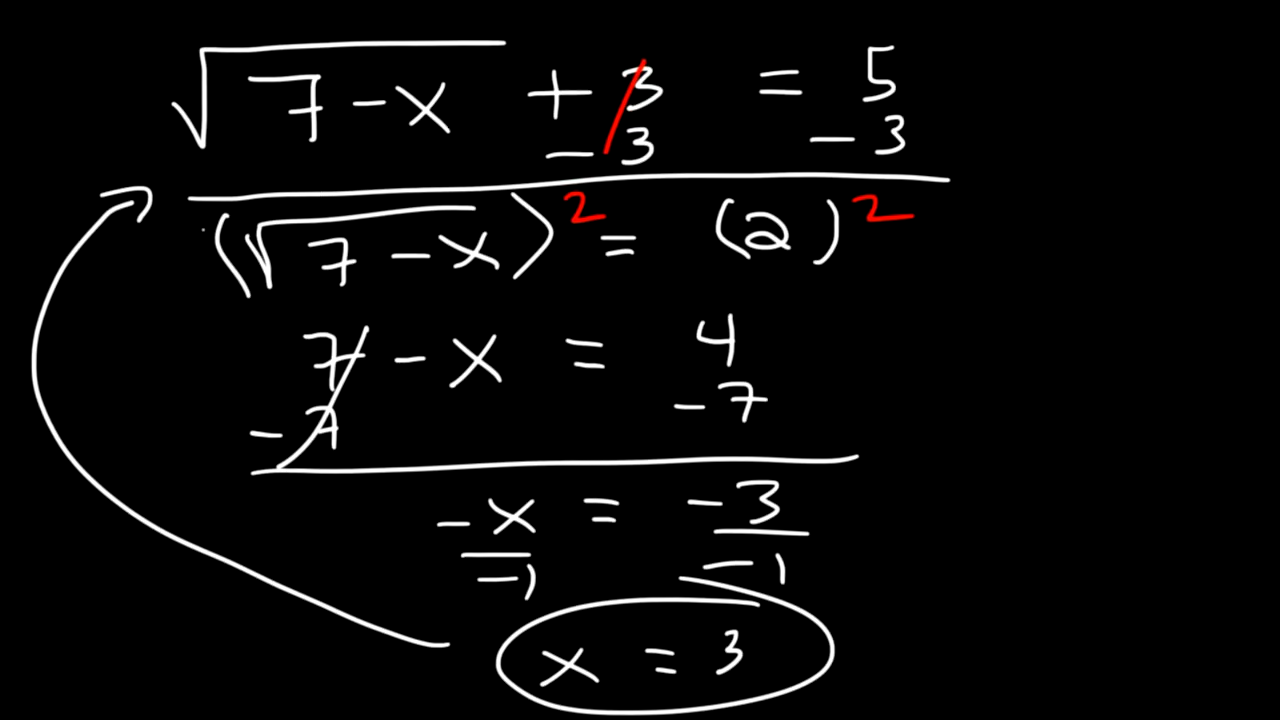 √7-x + 3 = 5
- 3 - 3
(√7-x)² = (2)²
7 - x = 4
- 7 - 7
-x = -3
-1 -1
x = 3